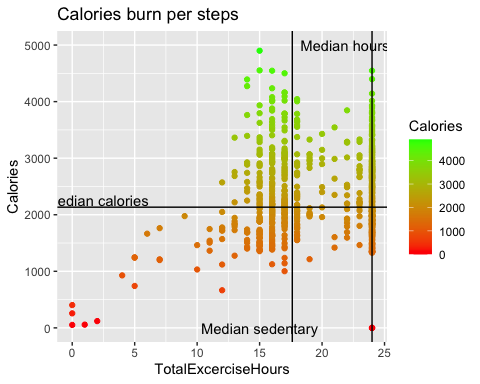 Calories burn per steps
5000
Median hours
4000
Calories
3000
edian calories
2000
1000
Median sedentary
0
0
5
10
15
20
25
TotalExcerciseHours
Calories
4000
3000
2000
1000
0